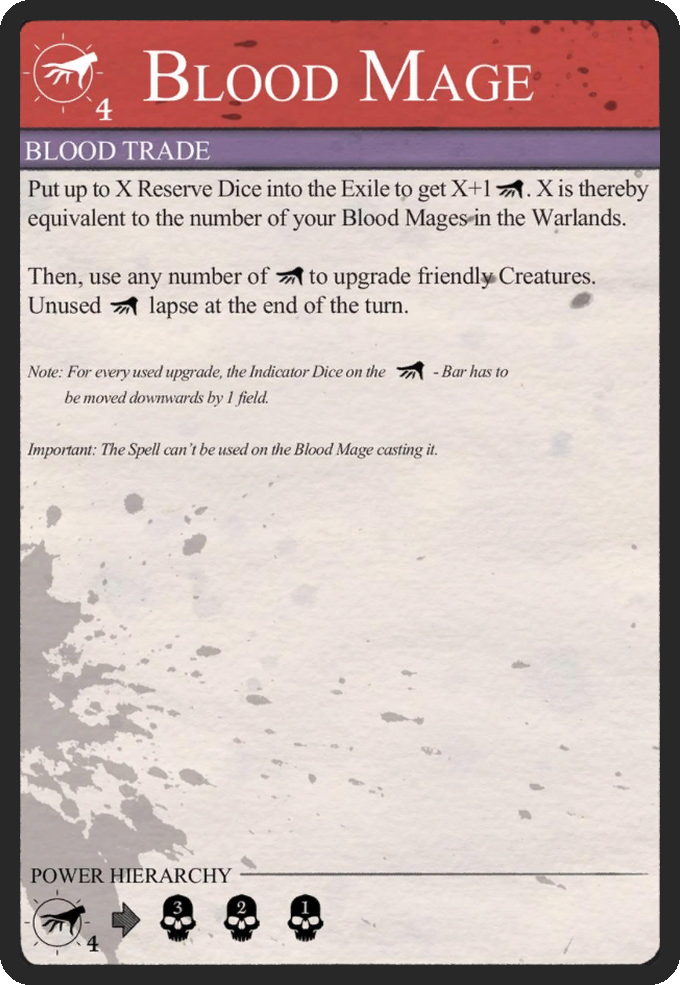 4
BLOOD MAGE
BLOOD TRADE
Put up to X Reserve Dice into the Exile to get X+1 . X is thereby
equivalent to the number of your Blood Mages in the Warlands.
Then, use any number of to upgrade friendly Creatures.
Unused lapse at the end of the turn.
Note: For every used upgrade, the Indicator Dice on the - Bar has to
be moved downwards by 1 field.
Important: The Spell can't be used on the Blood Mage casting it.
POWER HIERARCHY
4 3 2 1